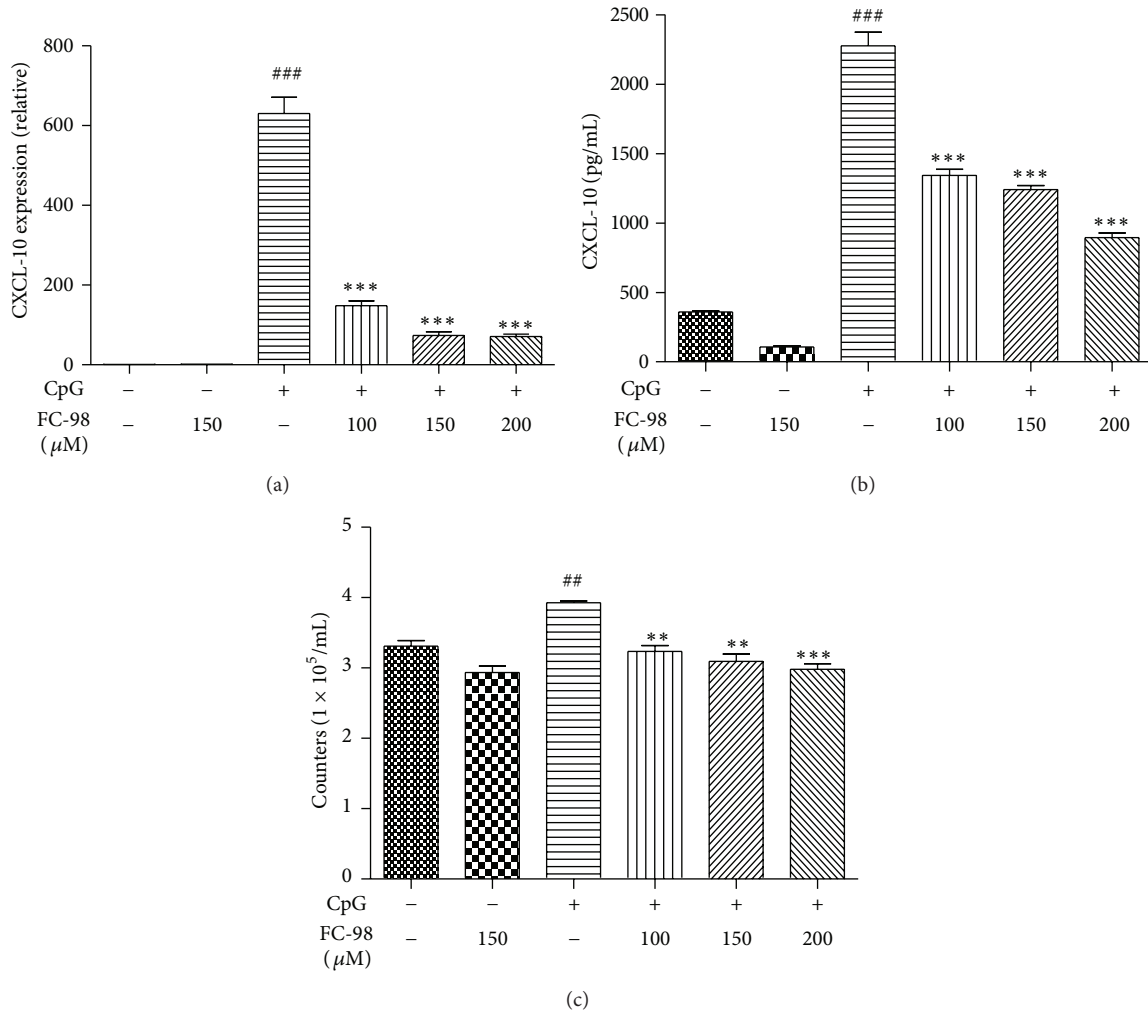 CXCL-10 expression (relative)
800
600
400
200
0
###
***
***
***
CpG − − + + + +
FC-98 − 150 − 100 150 200
(μM)
(a)
CXCL-10 (pg/mL)
2500
2000
1500
1000
500
0
***
***
***
CpG − − + + + +
FC-98 − 150 − 100 150 200
(μM)
###
(b)
Counters (1 × 10⁵/mL)
5
4
3
2
1
0
##
**
**
***
CpG − − + + + +
FC-98 − 150 − 100 150 200
(μM)
(c)